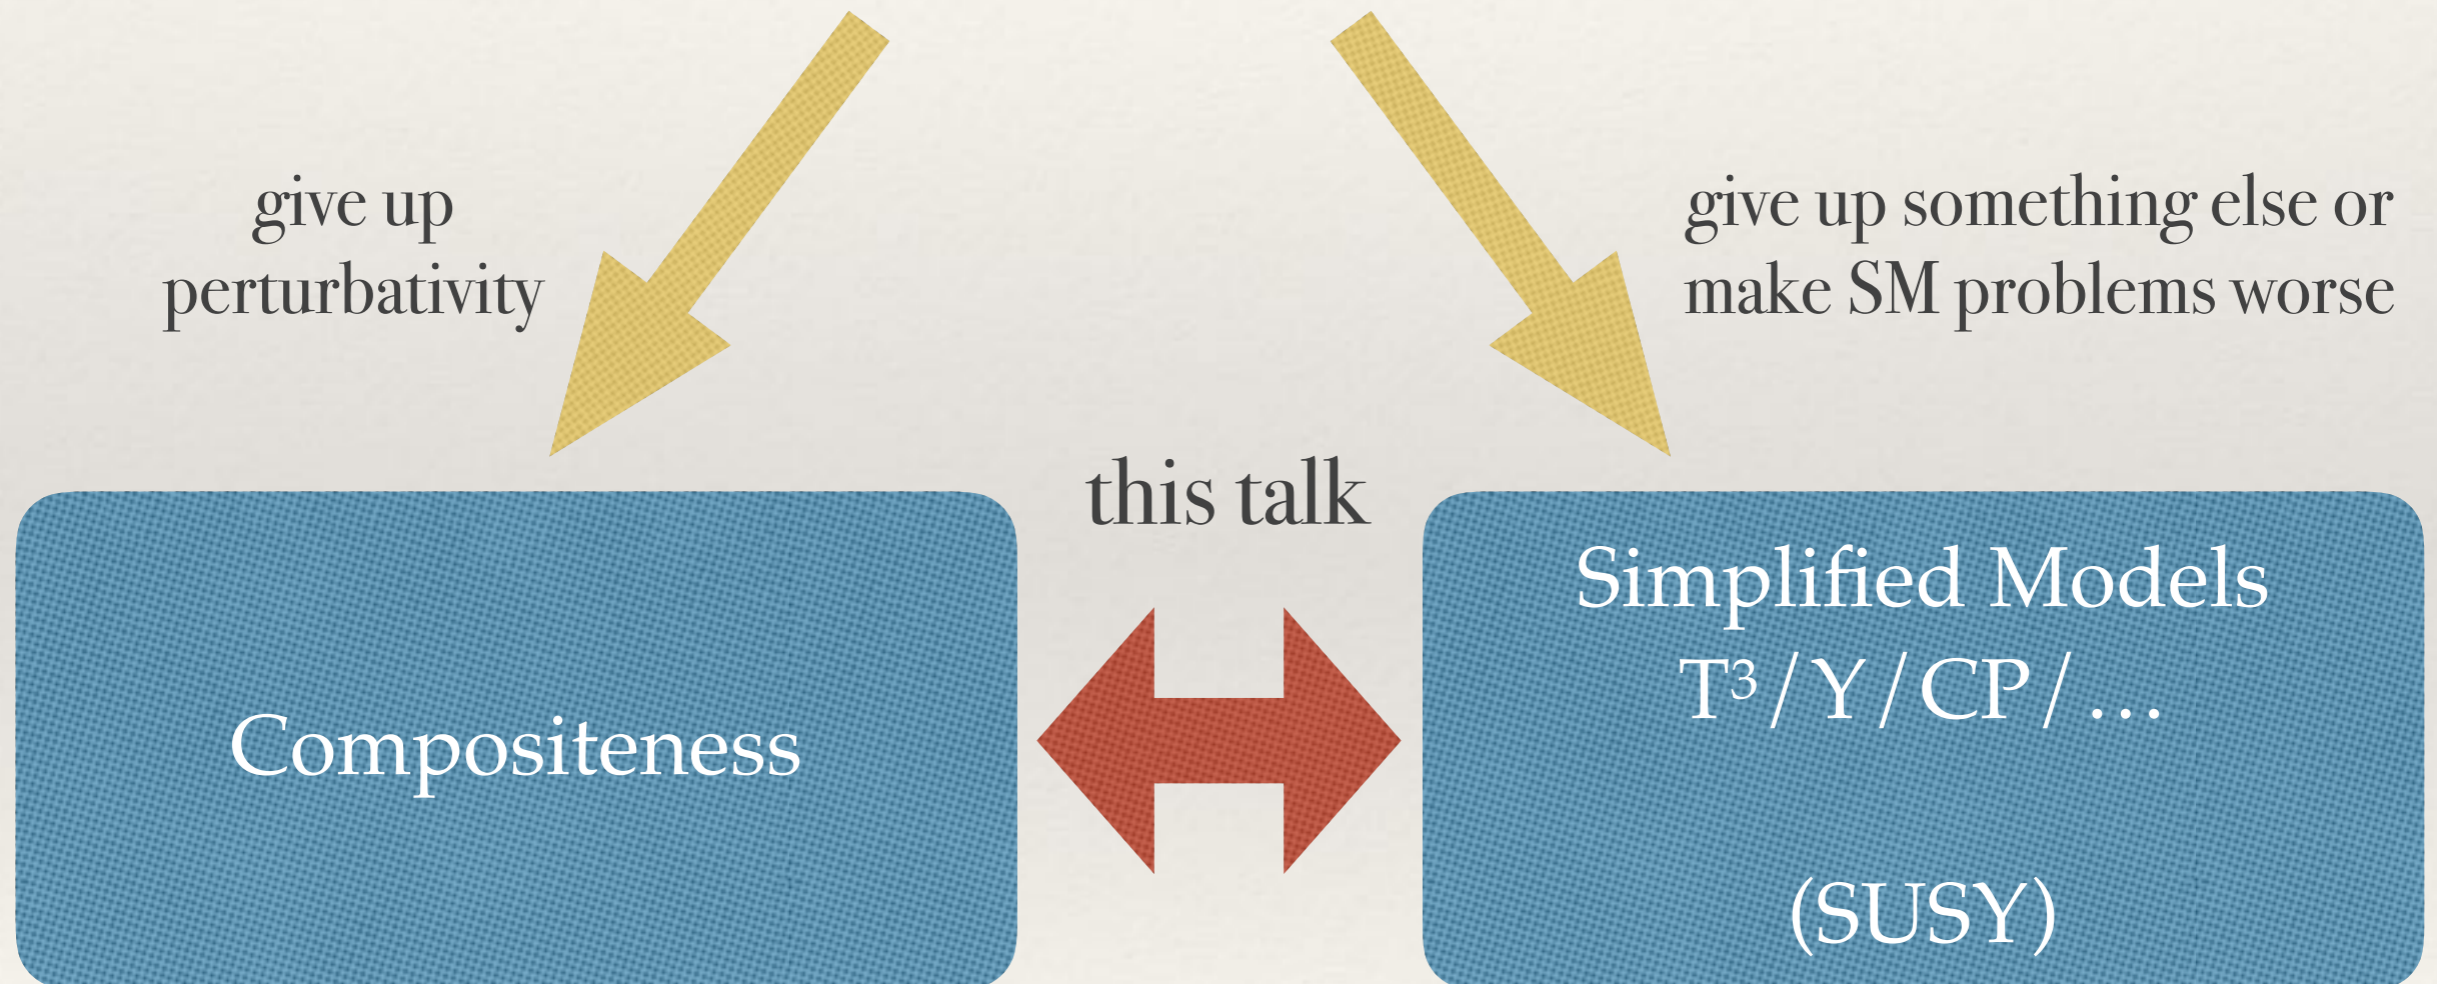 give up
perturbativity
give up something else or
make SM problems worse
this talk
Compositeness
Simplified Models
T³/Y/CP/...
(SUSY)